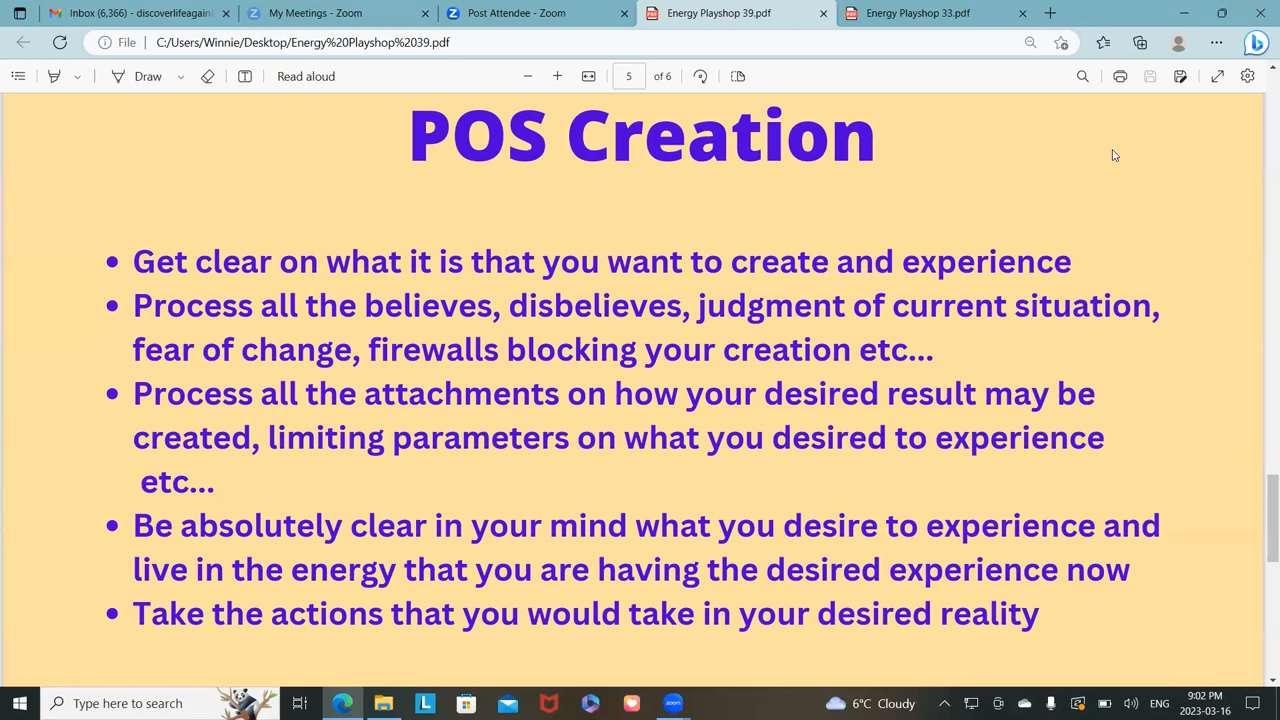 Inbox (6,366) - discoverlifeagain
My Meetings - Zoom
Post Attendee - Zoom
Energy Playshop 39.pdf
Energy Playshop 33.pdf
File
C:/Users/Winnie/Desktop/Energy%20Playshop%2039.pdf
Draw
Read aloud
5
of 6
POS Creation
• Get clear on what it is that you want to create and experience
• Process all the believes, disbelieves, judgment of current situation,
fear of change, firewalls blocking your creation etc...
• Process all the attachments on how your desired result may be
created, limiting parameters on what you desired to experience
etc...
• Be absolutely clear in your mind what you desire to experience and
live in the energy that you are having the desired experience now
• Take the actions that you would take in your desired reality
Type here to search
L
zoom
6°C Cloudy
ENG
9:02 PM
2023-03-16